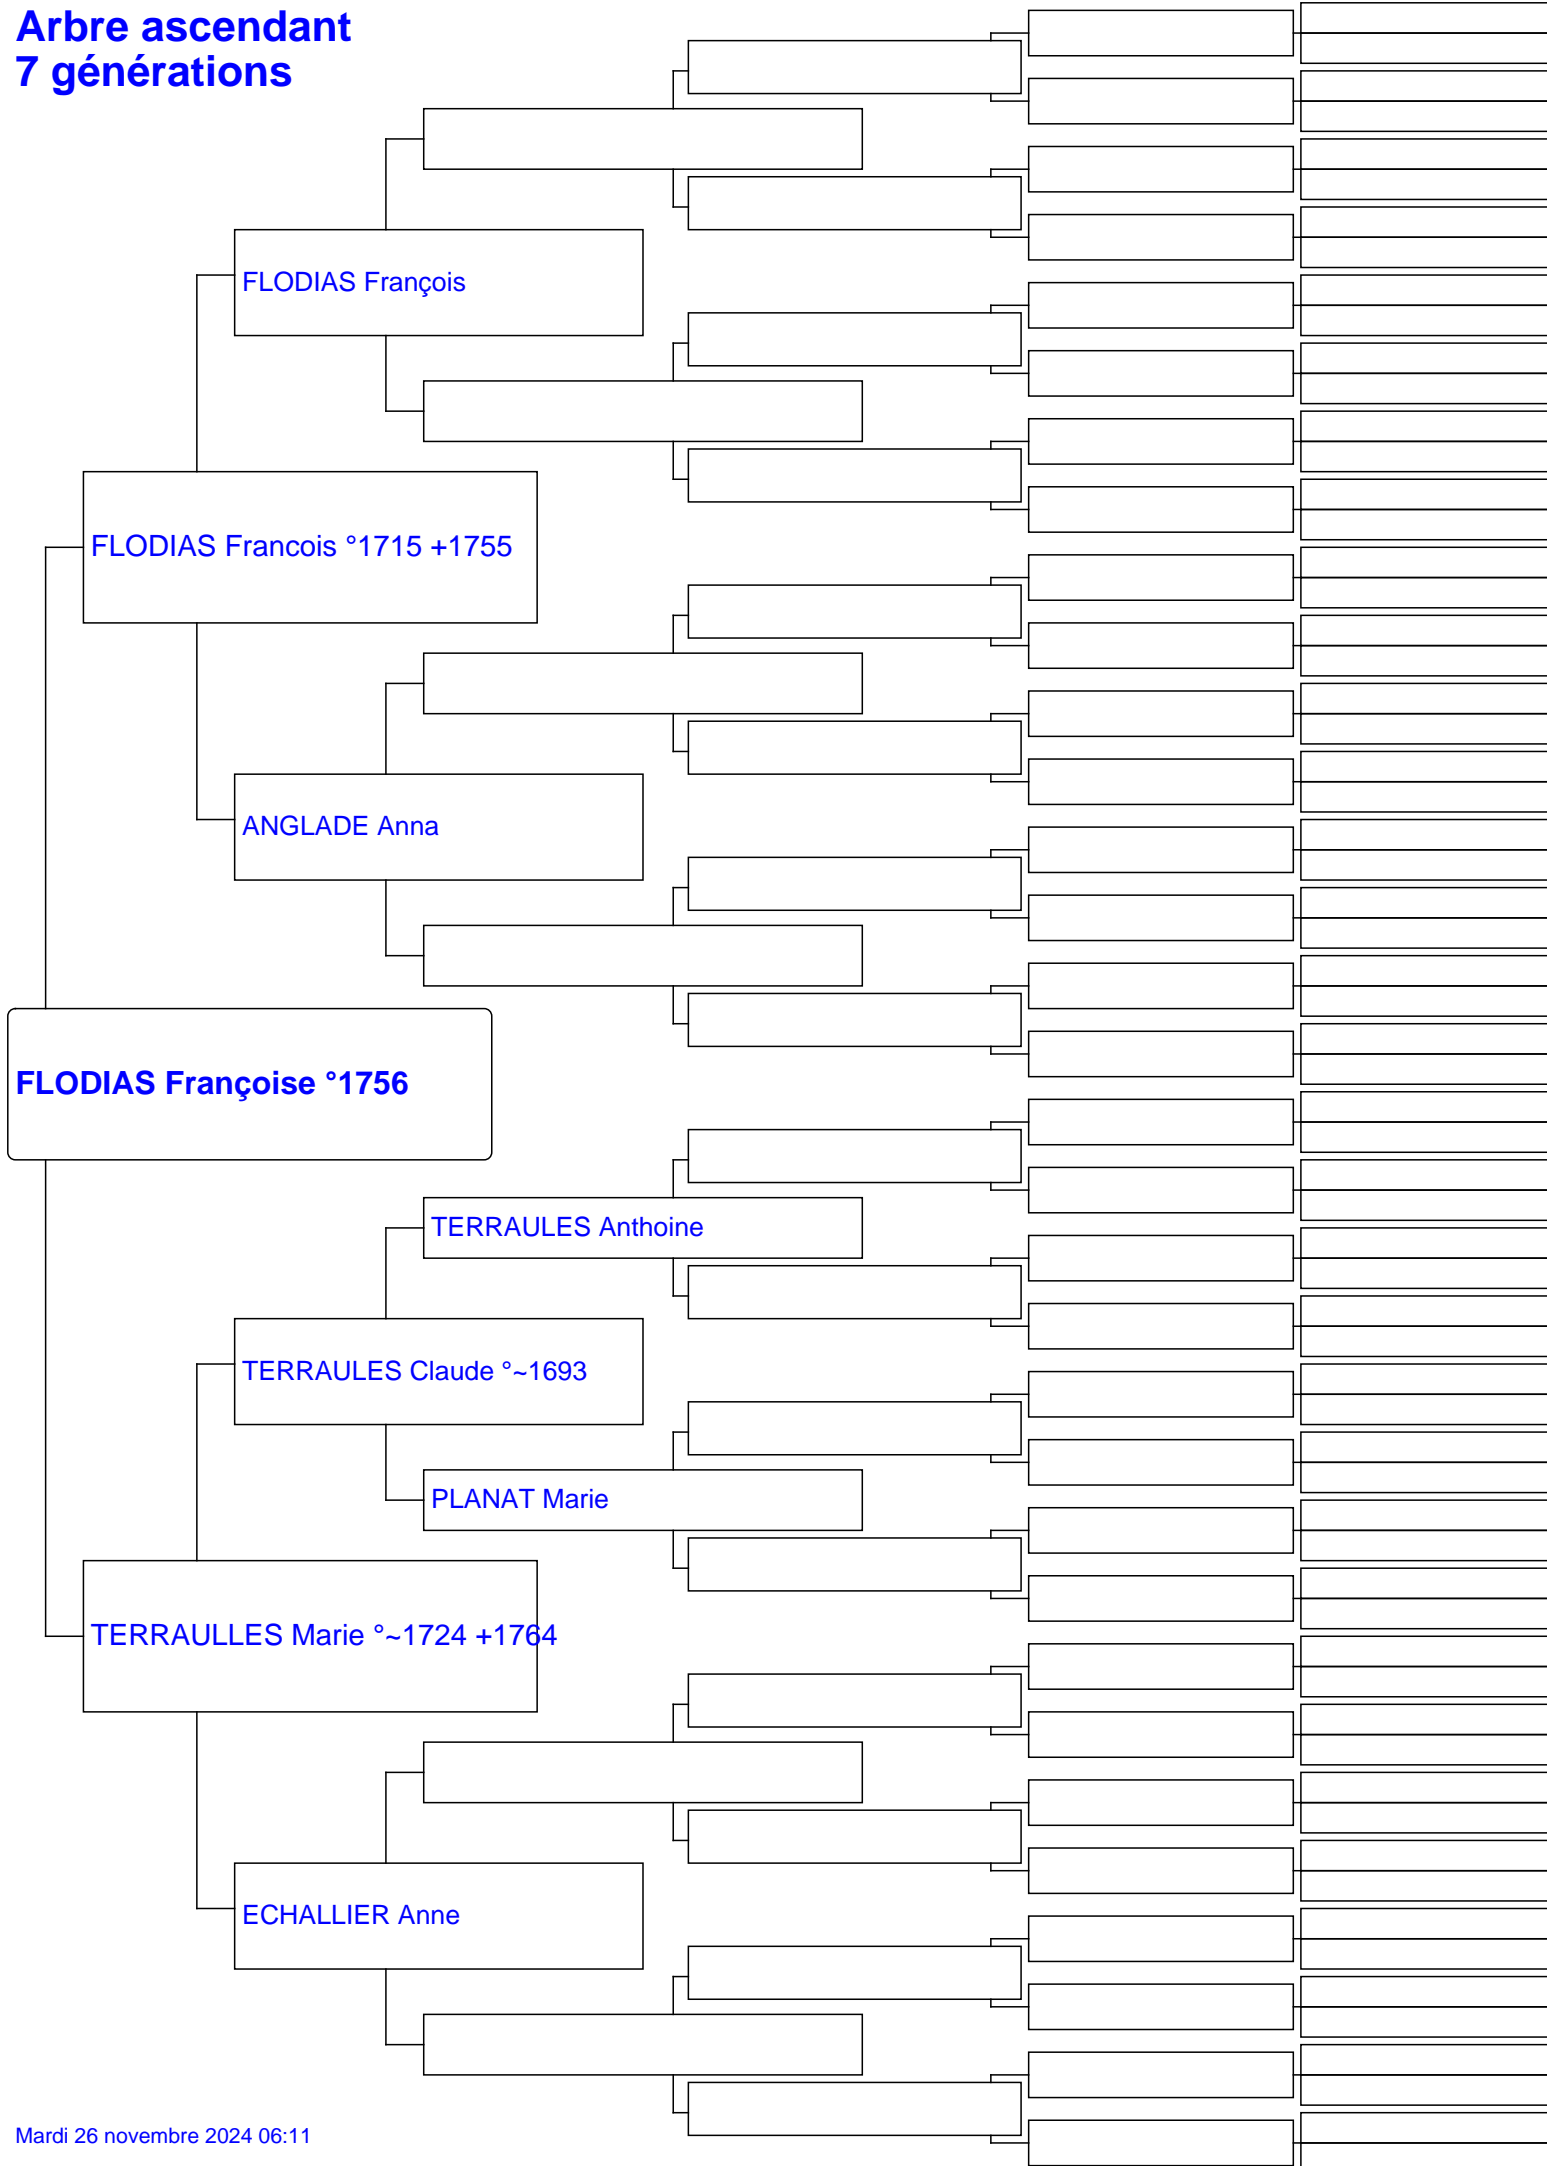 Arbre ascendant
7 générations
FLODIAS François
FLODIAS Francois °1715 +1755
ANGLADE Anna
FLODIAS Françoise °1756
TERRAULES Anthoine
TERRAULES Claude °~1693
PLANAT Marie
TERRAULLES Marie °~1724 +1764
ECHALLIER Anne
Mardi 26 novembre 2024 06:11